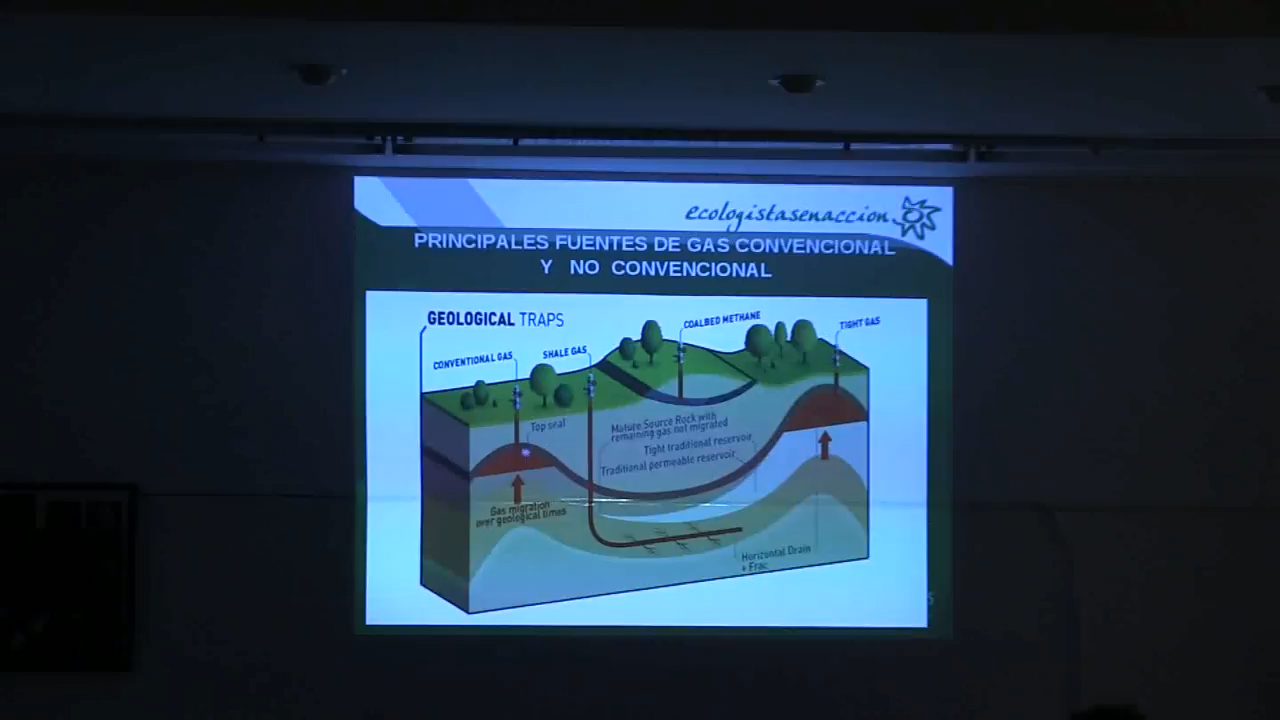 ecologistasenaccion
PRINCIPALES FUENTES DE GAS CONVENCIONAL
Y NO CONVENCIONAL
GEOLOGICAL TRAPS
COALBED METHANE
TIGHT GAS
CONVENTIONAL GAS
SHALE GAS
Top seal
Mature Source Rock with
remaining gas not migrated
Tight traditional reservoir
Traditional permeable reservoir
Gas migration
over geological times
Horizontal Drain
+ Frac